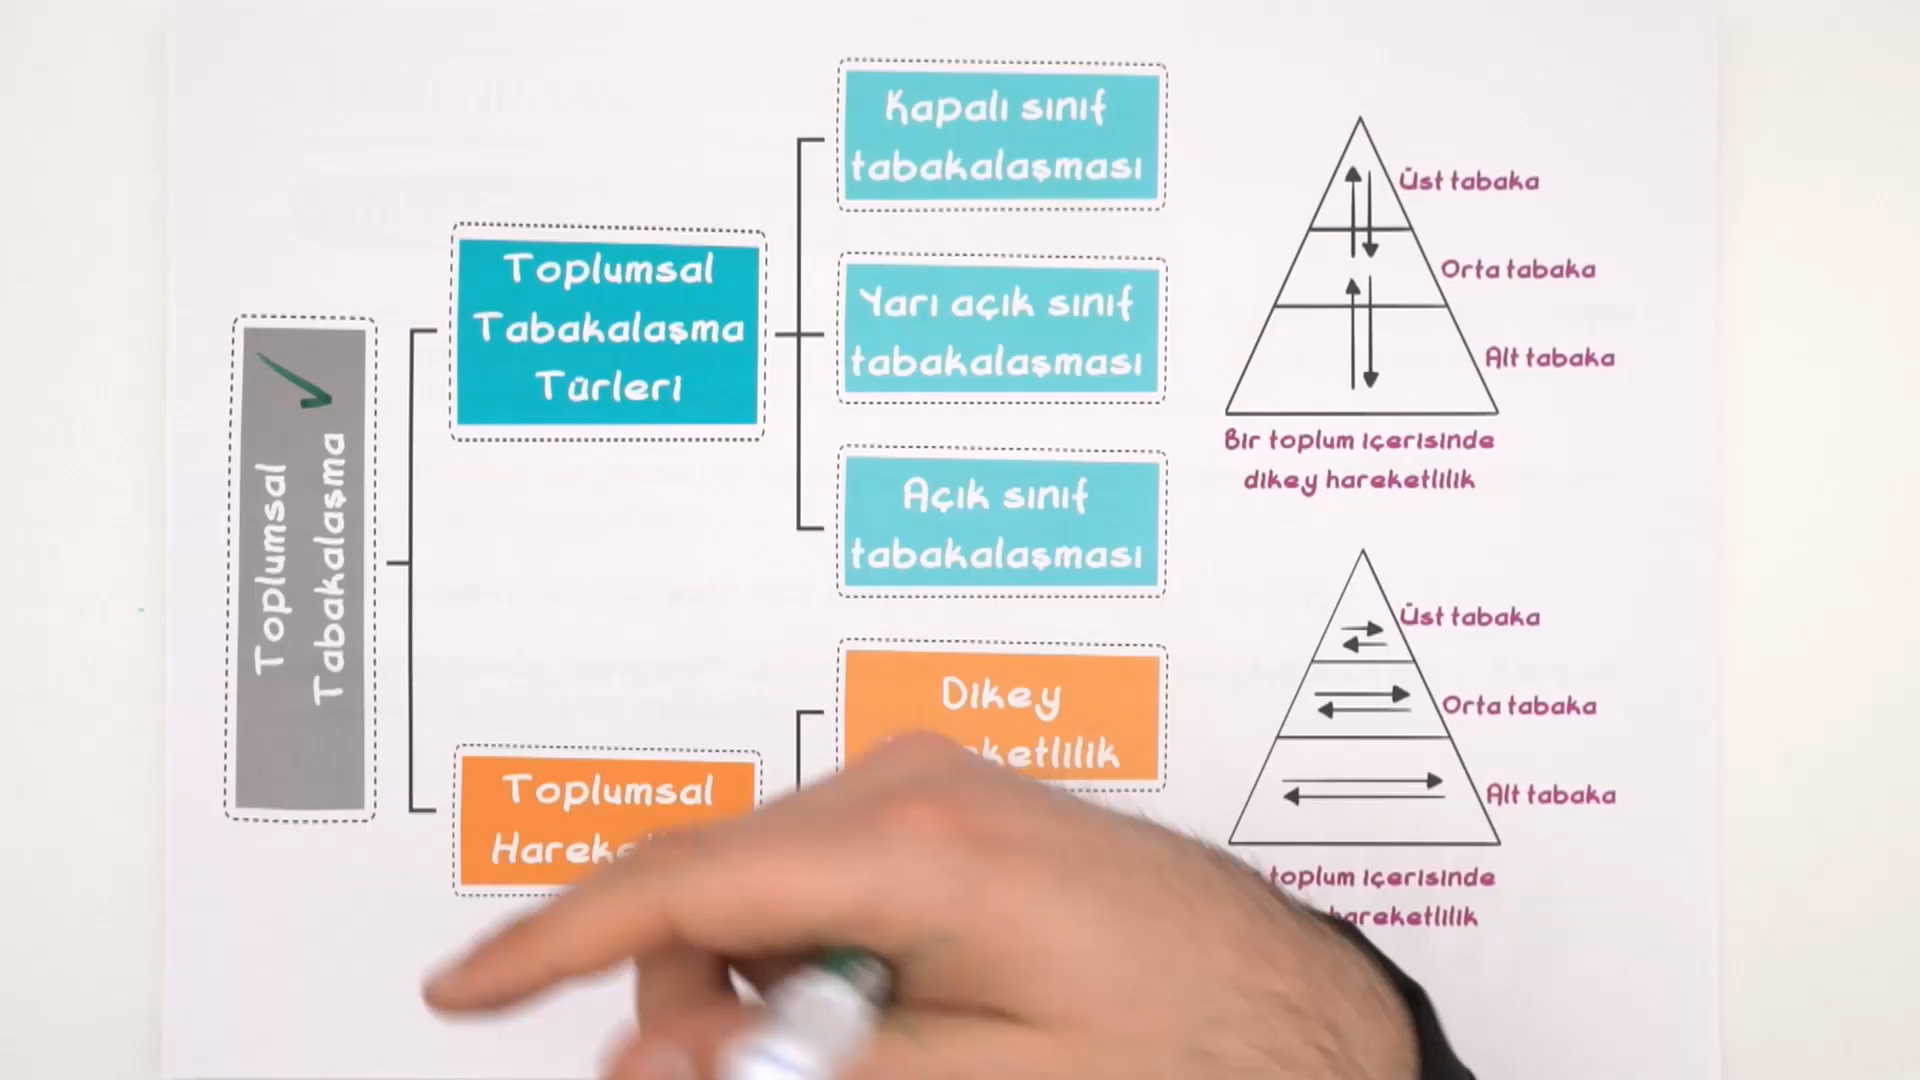 Toplumsal
Tabakalaşma
Toplumsal
Tabakalaşma
Türleri
Kapalı sınıf
tabakalaşması
Yarı açık sınıf
tabakalaşması
Açık sınıf
tabakalaşması
Toplumsal
Dikey
Üst tabaka
Orta tabaka
Alt tabaka
Bir toplum içerisinde
dikey hareketlilik
Üst tabaka
Orta tabaka
Alt tabaka
toplum içerisinde